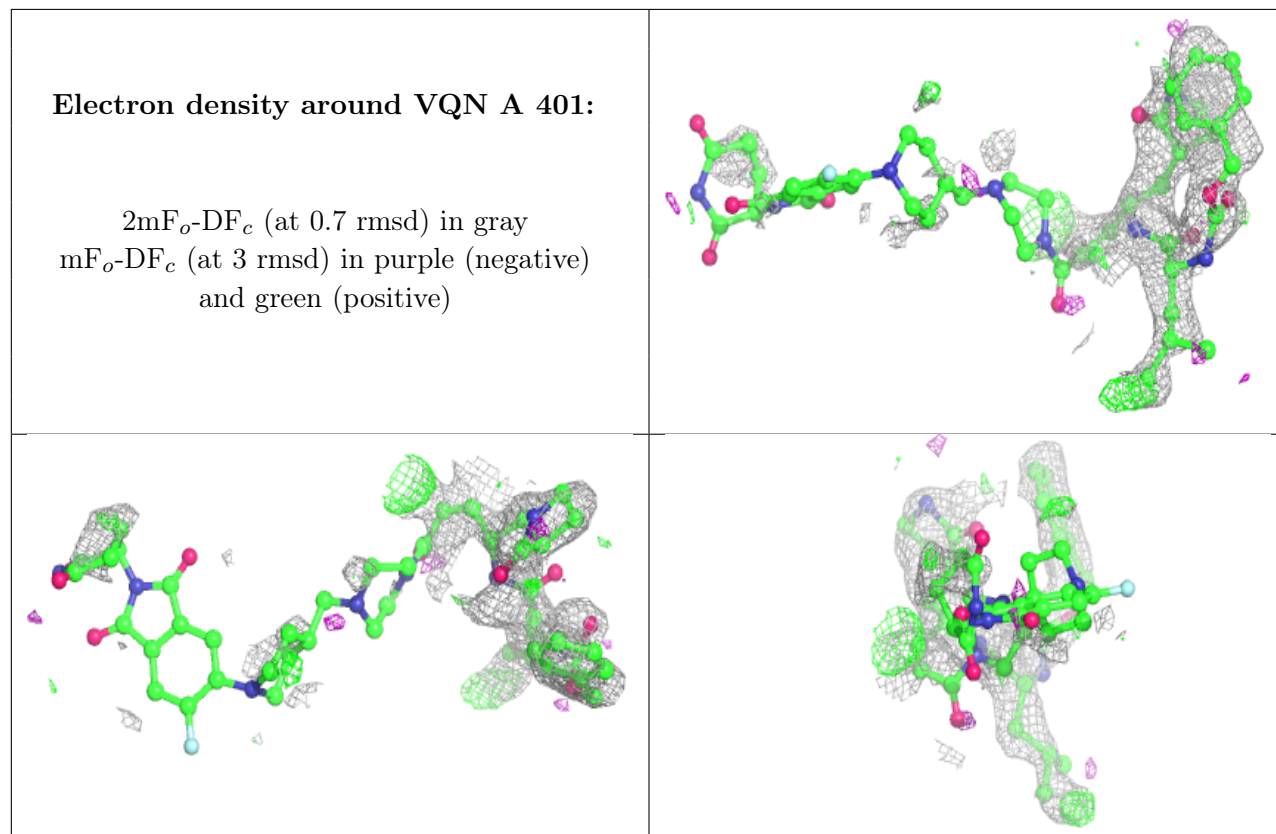 Electron density around VQN A 401:
2mFo-DFc (at 0.7 rmsd) in gray
mFo-DFc (at 3 rmsd) in purple (negative)
and green (positive)